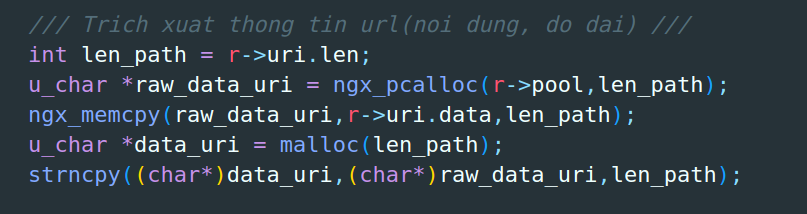 /// Trich xuat thong tin url(noi dung, do dai) ///
int len_path = r->uri.len;
u_char *raw_data_uri = ngx_pcalloc(r->pool,len_path);
ngx_memcpy(raw_data_uri,r->uri.data,len_path);
u_char *data_uri = malloc(len_path);
strncpy((char*)data_uri,(char*)raw_data_uri,len_path);